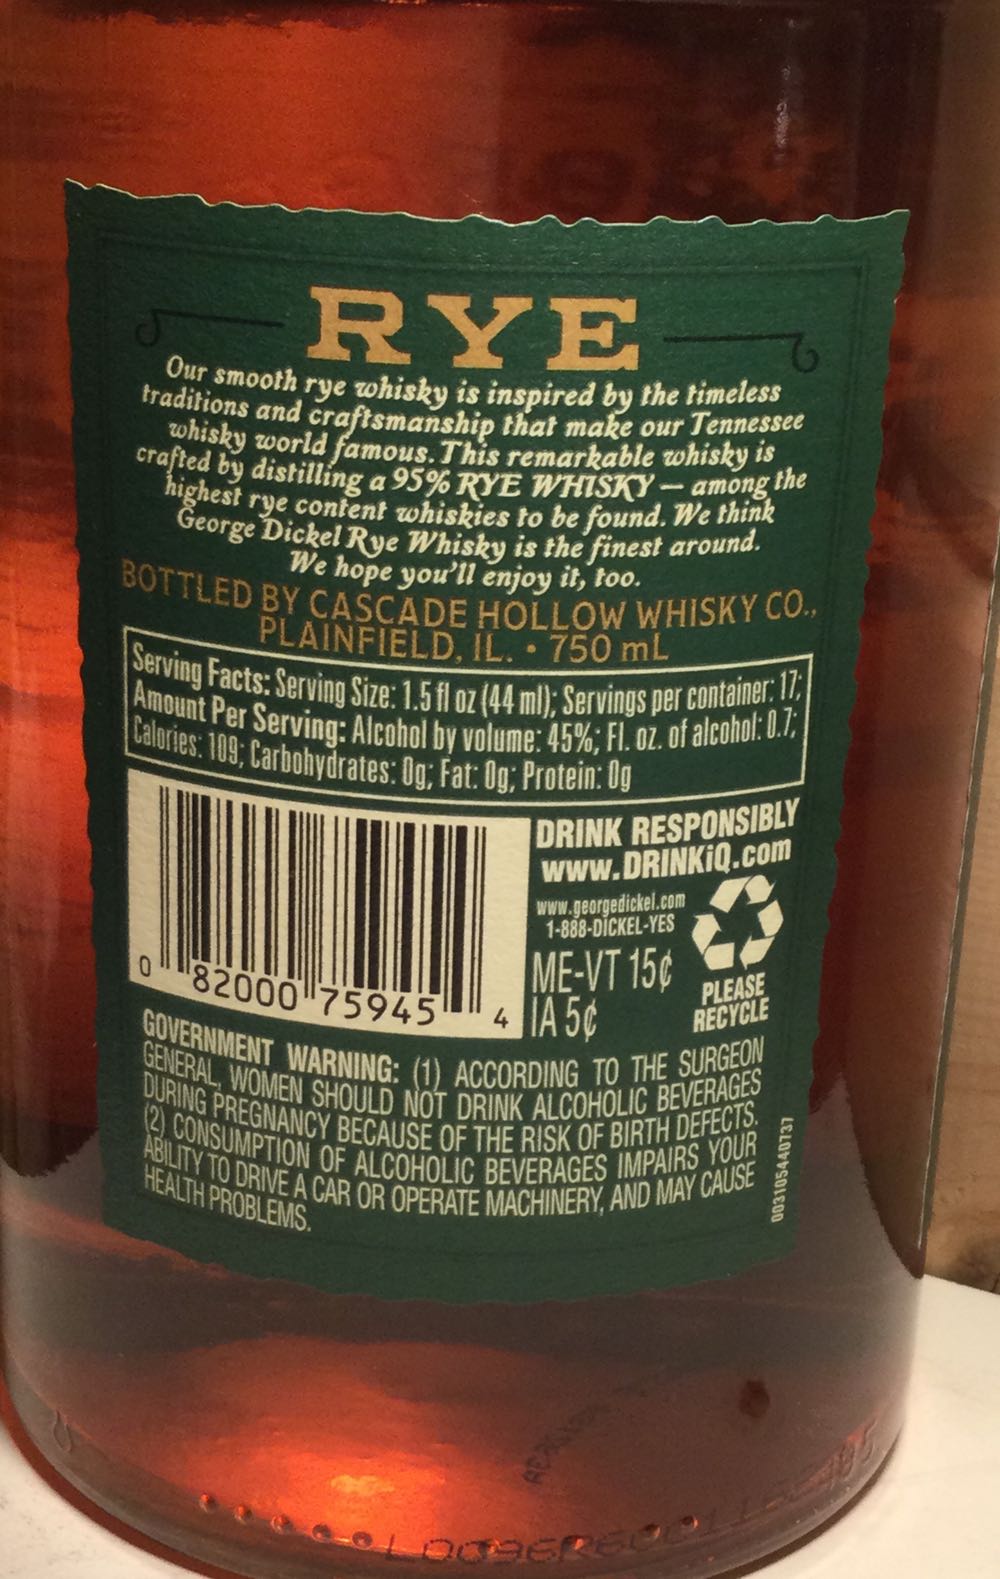 RYE
Our smooth rye whisky is inspired by the timeless
traditions and craftsmanship that make our Tennessee
whisky world famous. This remarkable whisky is
crafted by distilling a 95% RYE WHISKY — among the
highest rye content whiskies to be found. We think
George Dickel Rye Whisky is the finest around.
We hope you'll enjoy it, too.
BOTTLED BY CASCADE HOLLOW WHISKY CO.,
PLAINFIELD, IL. • 750 mL
Serving Facts: Serving Size: 1.5 fl oz (44 ml); Servings per container: 17;
Amount Per Serving: Alcohol by volume: 45%; Fl. oz. of alcohol: 0.7;
Calories: 109; Carbohydrates: 0g; Fat: 0g; Protein: 0g
0 82000 75945 4
DRINK RESPONSIBLY
www.DRINKiQ.com
www.georgedickel.com
1-888-DICKEL-YES
ME-VT 15¢
IA 5¢
PLEASE
RECYCLE
GOVERNMENT WARNING: (1) ACCORDING TO THE SURGEON
GENERAL, WOMEN SHOULD NOT DRINK ALCOHOLIC BEVERAGES
DURING PREGNANCY BECAUSE OF THE RISK OF BIRTH DEFECTS.
(2) CONSUMPTION OF ALCOHOLIC BEVERAGES IMPAIRS YOUR
ABILITY TO DRIVE A CAR OR OPERATE MACHINERY, AND MAY CAUSE
HEALTH PROBLEMS.
003105440737